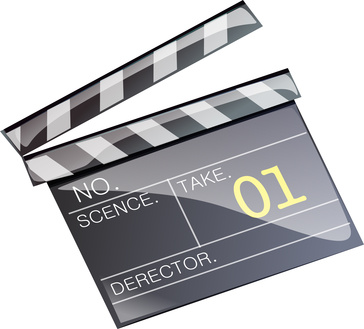 NO.
SCENCE.
TAKE.
01
DERECTOR.